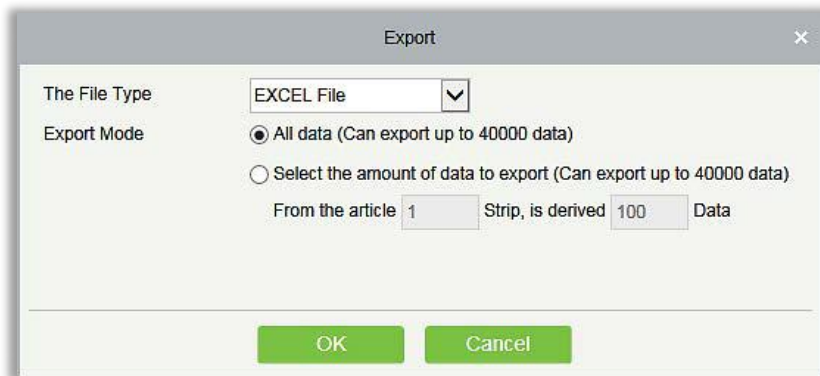 Export
The File Type EXCEL File
Export Mode All data (Can export up to 40000 data)
Select the amount of data to export (Can export up to 40000 data)
From the article 1 Strip, is derived 100 Data
OK Cancel